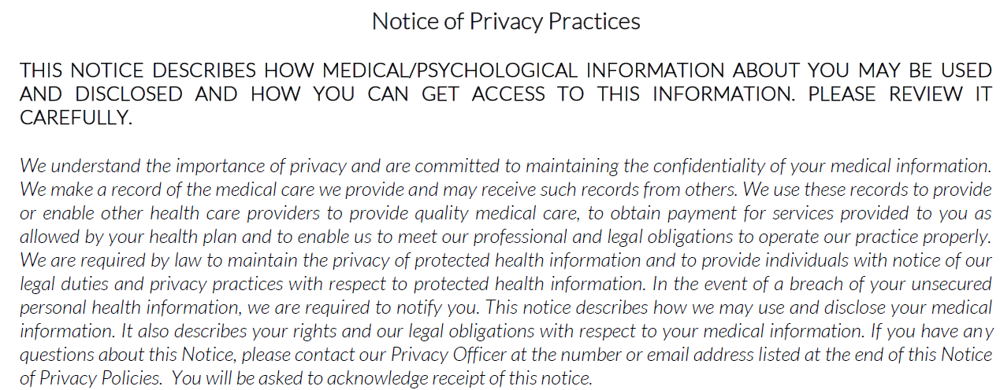 Notice of Privacy Practices
THIS NOTICE DESCRIBES HOW MEDICAL/PSYCHOLOGICAL INFORMATION ABOUT YOU MAY BE USED
AND DISCLOSED AND HOW YOU CAN GET ACCESS TO THIS INFORMATION. PLEASE REVIEW IT
CAREFULLY.
We understand the importance of privacy and are committed to maintaining the confidentiality of your medical information.
We make a record of the medical care we provide and may receive such records from others. We use these records to provide
or enable other health care providers to provide quality medical care, to obtain payment for services provided to you as
allowed by your health plan and to enable us to meet our professional and legal obligations to operate our practice properly.
We are required by law to maintain the privacy of protected health information and to provide individuals with notice of our
legal duties and privacy practices with respect to protected health information. In the event of a breach of your unsecured
personal health information, we are required to notify you. This notice describes how we may use and disclose your medical
information. It also describes your rights and our legal obligations with respect to your medical information. If you have any
questions about this Notice, please contact our Privacy Officer at the number or email address listed at the end of this Notice
of Privacy Policies.  You will be asked to acknowledge receipt of this notice.